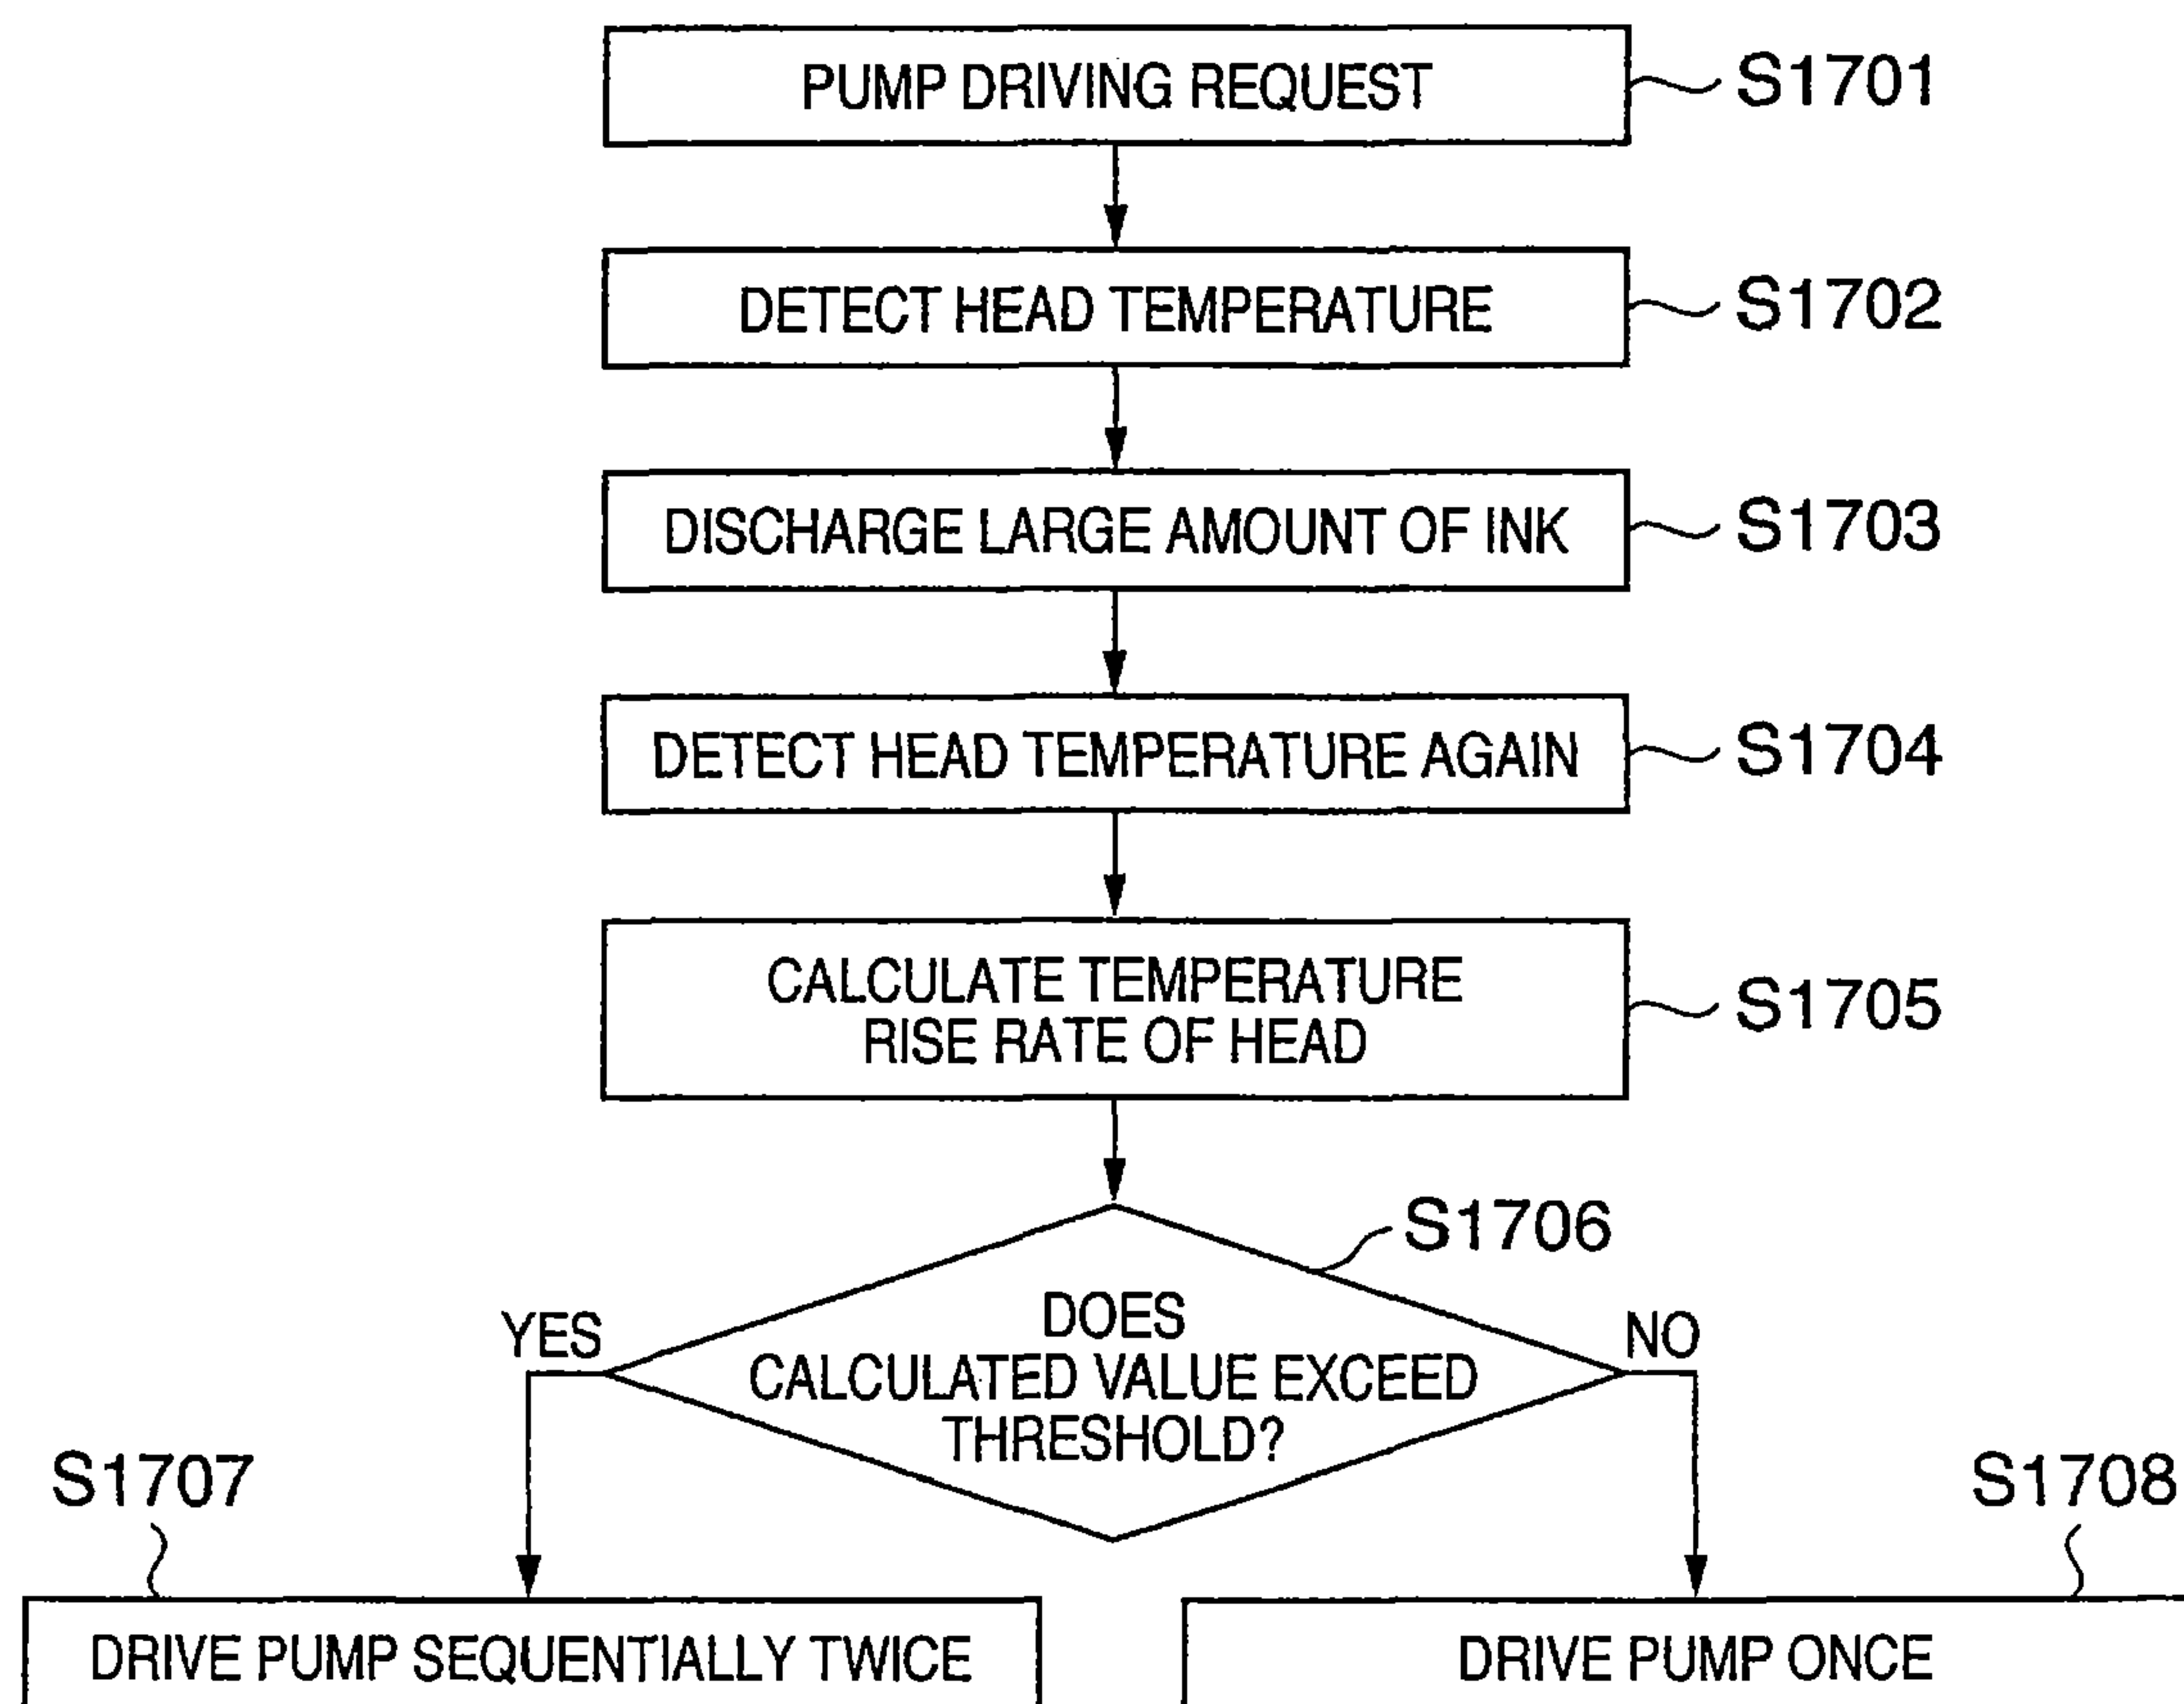 PUMP DRIVING REQUEST
S1701
DETECT HEAD TEMPERATURE
S1702
DISCHARGE LARGE AMOUNT OF INK
S1703
DETECT HEAD TEMPERATURE AGAIN
S1704
CALCULATE TEMPERATURE
RISE RATE OF HEAD
S1705
S1706
DOES
CALCULATED VALUE EXCEED
THRESHOLD?
YES
NO
S1707
S1708
DRIVE PUMP SEQUENTIALLY TWICE
DRIVE PUMP ONCE